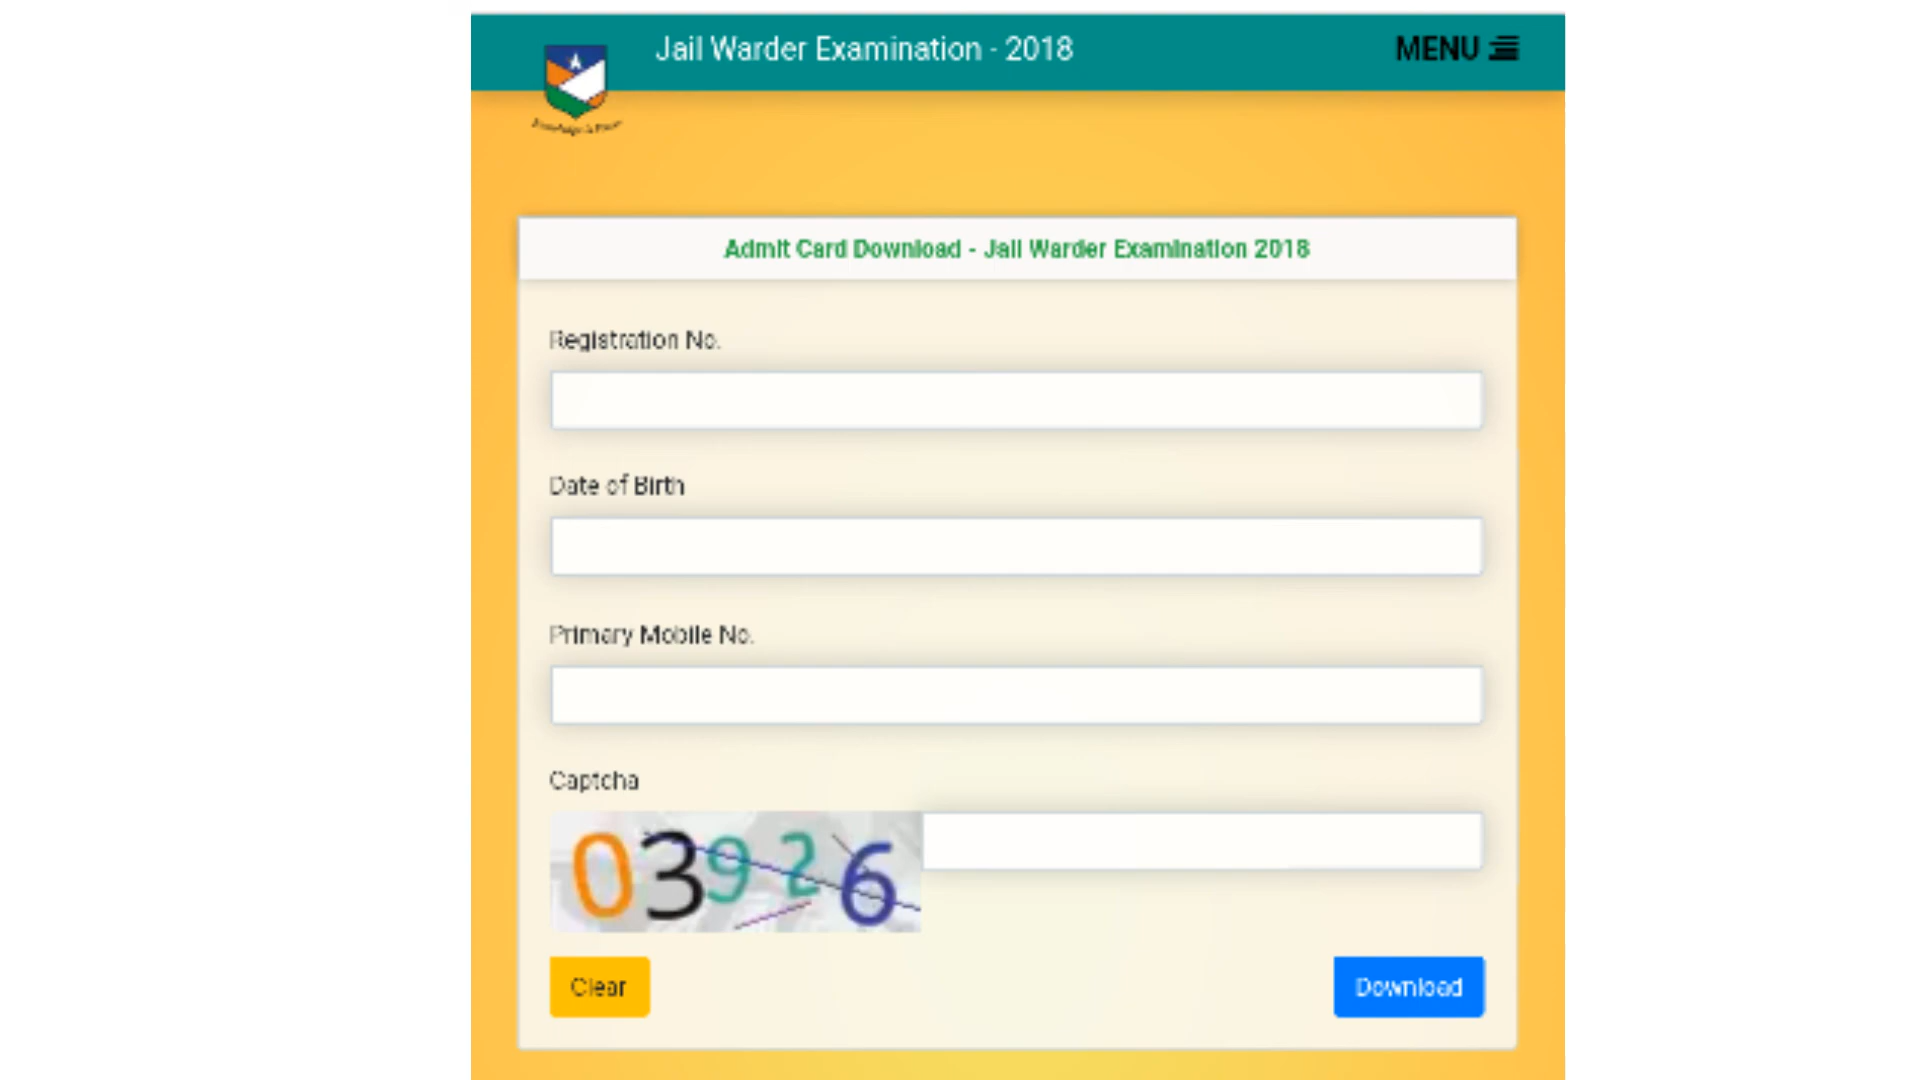 Jail Warder Examination - 2018
MENU
Admit Card Download - Jail Warder Examination 2018
Registration No.
Date of Birth
Primary Mobile No.
Captcha
03926
Clear
Download